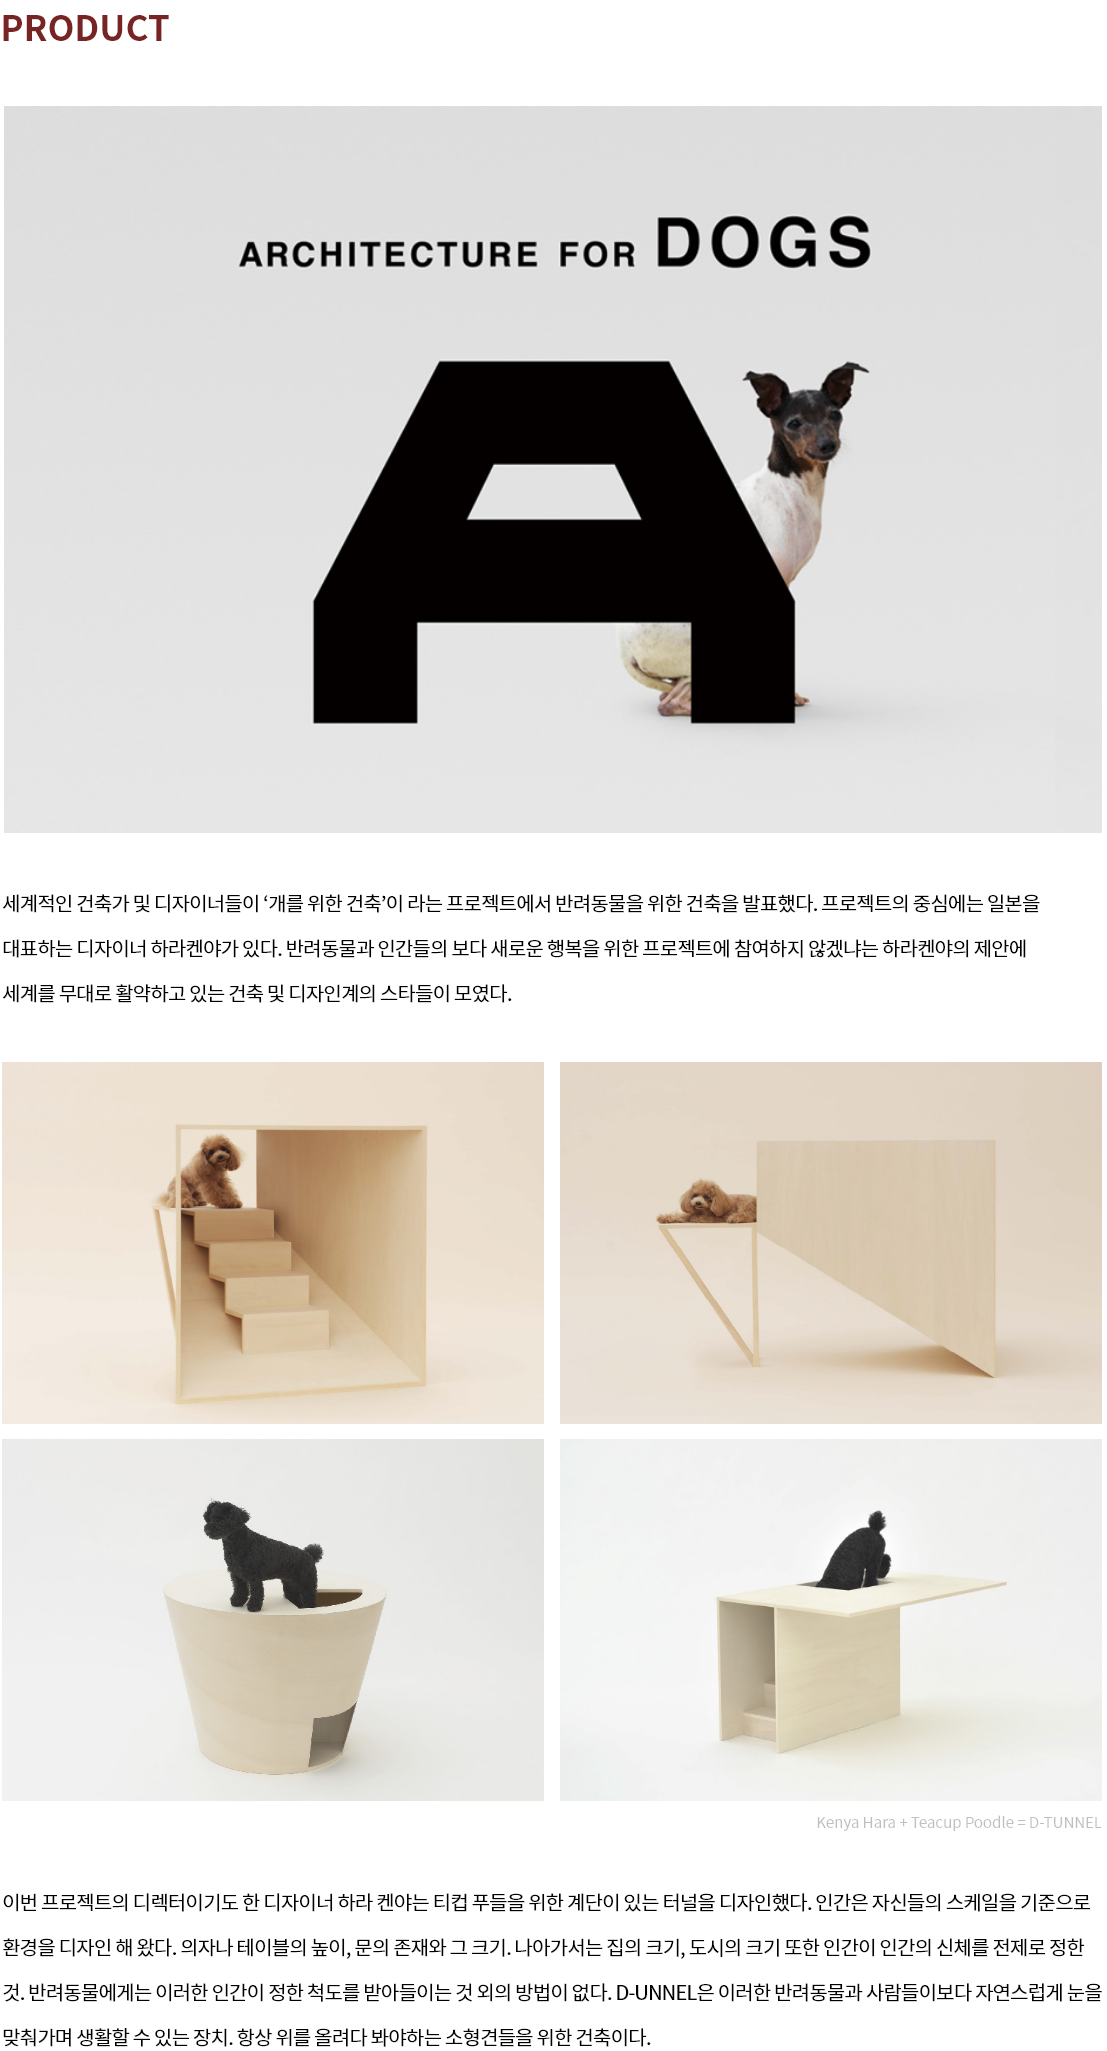 PRODUCT
ARCHITECTURE FOR DOGS
A
세계적인 건축가 및 디자이너들이 ‘개를 위한 건축’이 라는 프로젝트에서 반려동물을 위한 건축을 발표했다. 프로젝트의 중심에는 일본을
대표하는 디자이너 하라켄야가 있다. 반려동물과 인간들의 보다 새로운 행복을 위한 프로젝트에 참여하지 않겠냐는 하라켄야의 제안에
세계를 무대로 활약하고 있는 건축 및 디자인계의 스타들이 모였다.
Kenya Hara + Teacup Poodle = D-TUNNEL
이번 프로젝트의 디렉터이기도 한 디자이너 하라 켄야는 티컵 푸들을 위한 계단이 있는 터널을 디자인했다. 인간은 자신들의 스케일을 기준으로
환경을 디자인 해 왔다. 의자나 테이블의 높이, 문의 존재와 그 크기. 나아가서는 집의 크기, 도시의 크기 또한 인간이 인간의 신체를 전제로 정한
것. 반려동물에게는 이러한 인간이 정한 척도를 받아들이는 것 외의 방법이 없다. D-UNNEL은 이러한 반려동물과 사람들이보다 자연스럽게 눈을
맞춰가며 생활할 수 있는 장치. 항상 위를 올려다 봐야하는 소형견들을 위한 건축이다.